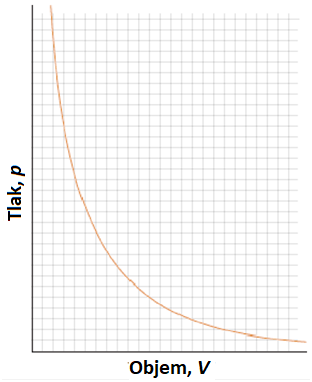 Tlak, p
Objem, V